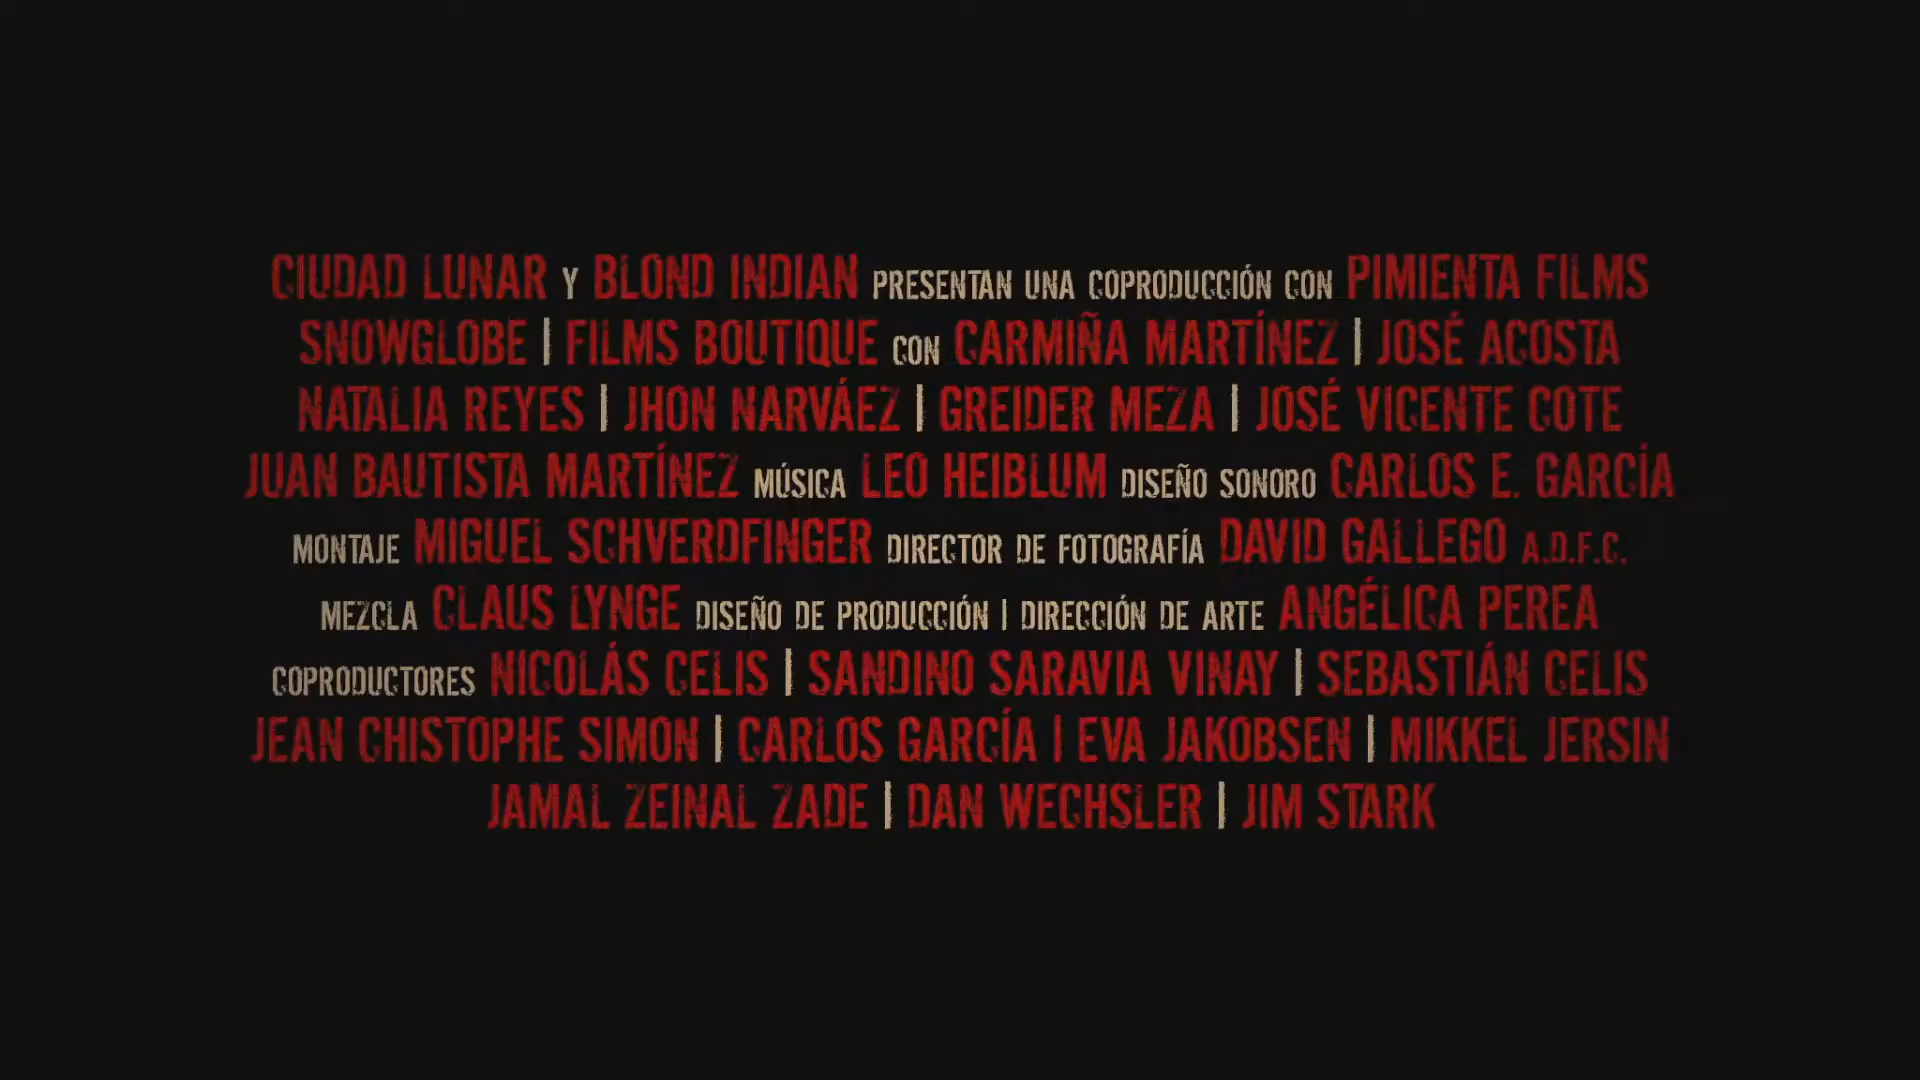 CIUDAD LUNAR Y BLOND INDIAN PRESENTAN UNA COPRODUCCIÓN CON PIMIENTA FILMS
SNOWGLOBE | FILMS BOUTIQUE CON CARMIÑA MARTÍNEZ | JOSÉ ACOSTA
NATALIA REYES | JHON NARVÁEZ | GREIDER MEZA | JOSÉ VICENTE COTE
JUAN BAUTISTA MARTÍNEZ MÚSICA LEO HEIBLUM DISEÑO SONORO CARLOS E. GARCÍA
MONTAJE MIGUEL SCHVERDFINGER DIRECTOR DE FOTOGRAFÍA DAVID GALLEGO A.D.F.C.
MEZCLA CLAUS LYNGE DISEÑO DE PRODUCCIÓN | DIRECCIÓN DE ARTE ANGÉLICA PEREA
COPRODUCTORES NICOLÁS CELIS | SANDINO SARAVIA VINAY | SEBASTIÁN CELIS
JEAN CHISTOPHE SIMON | CARLOS GARCÍA | EVA JAKOBSEN | MIKKEL JERSIN
JAMAL ZEINAL ZADE | DAN WECHSLER | JIM STARK